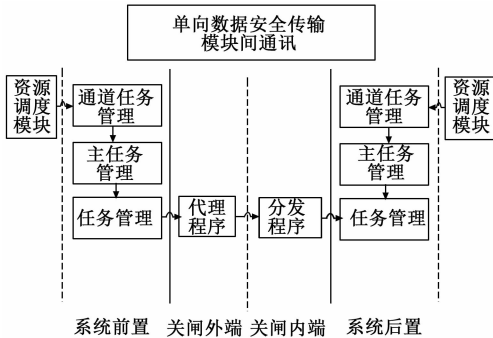 单向数据安全传输
模块间通讯
资源
调度
模块
通道任务
管理
主任务
管理
任务管理
代理
程序
分发
程序
通道任务
管理
主任务
管理
任务管理
资源
调度
模块
系统前置
关闸外端
关闸内端
系统后置